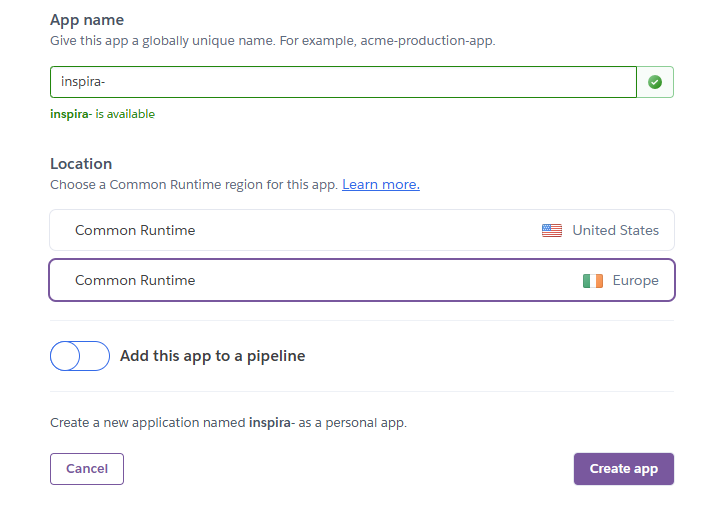 App name
Give this app a globally unique name. For example, acme-production-app.
inspira-
inspira- is available
Location
Choose a Common Runtime region for this app. Learn more.
Common Runtime United States
Common Runtime Europe
Add this app to a pipeline
Create a new application named inspira- as a personal app.
Cancel Create app